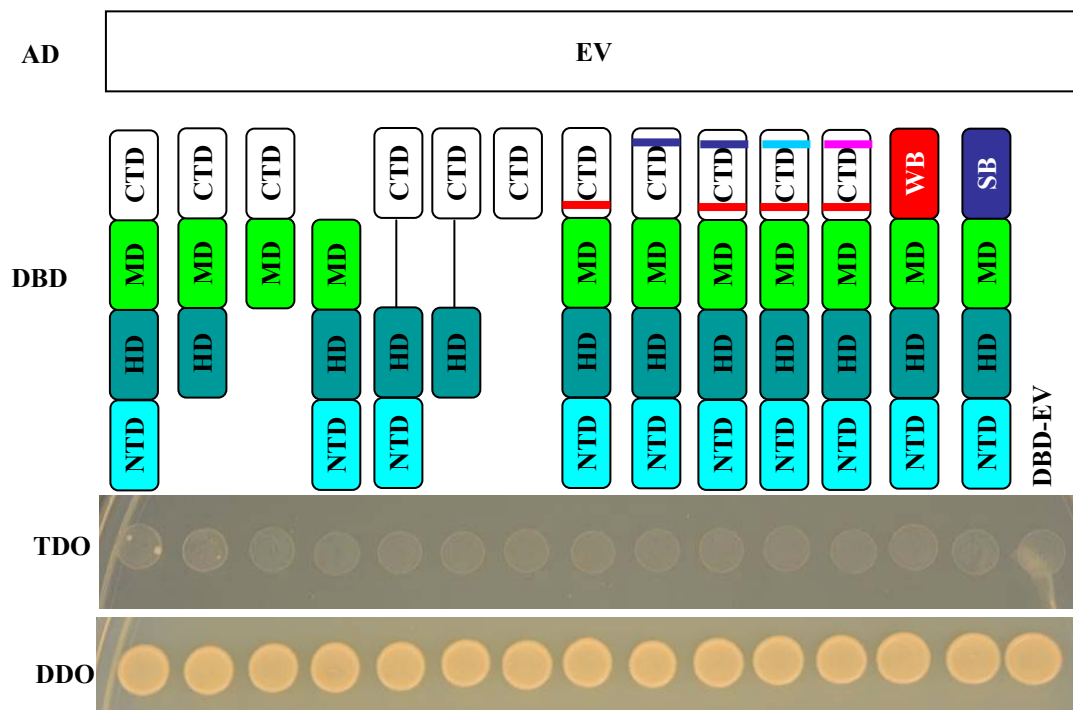 AD EV
CTD CTD CTD CTD CTD CTD CTD CTD CTD CTD CTD WB SB
DBD MD MD MD MD MD MD MD MD MD MD MD
HD HD HD HD HD HD HD HD HD HD HD HD
NTD NTD NTD NTD NTD NTD NTD NTD NTD NTD DBD-EV
TDO
DDO